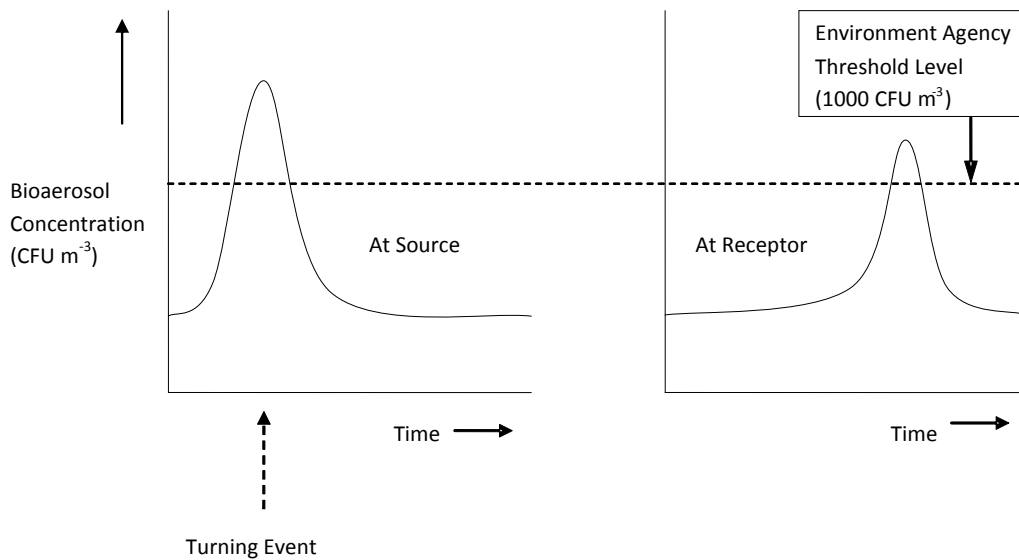 Environment Agency
Threshold Level
(1000 CFU m⁻³)
Bioaerosol
Concentration
(CFU m⁻³)
At Source
At Receptor
Time
Time
Turning Event